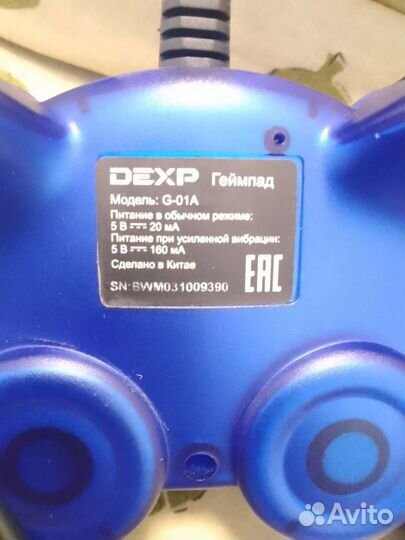 DEXP Геймпад
Модель: G-01A
Питание в обычном режиме:
5 В ⎓ 20 мА
Питание при усиленной вибрации:
5 В ⎓ 160 мА
Сделано в Китае
SN:BWM031009390
EAC
Avito